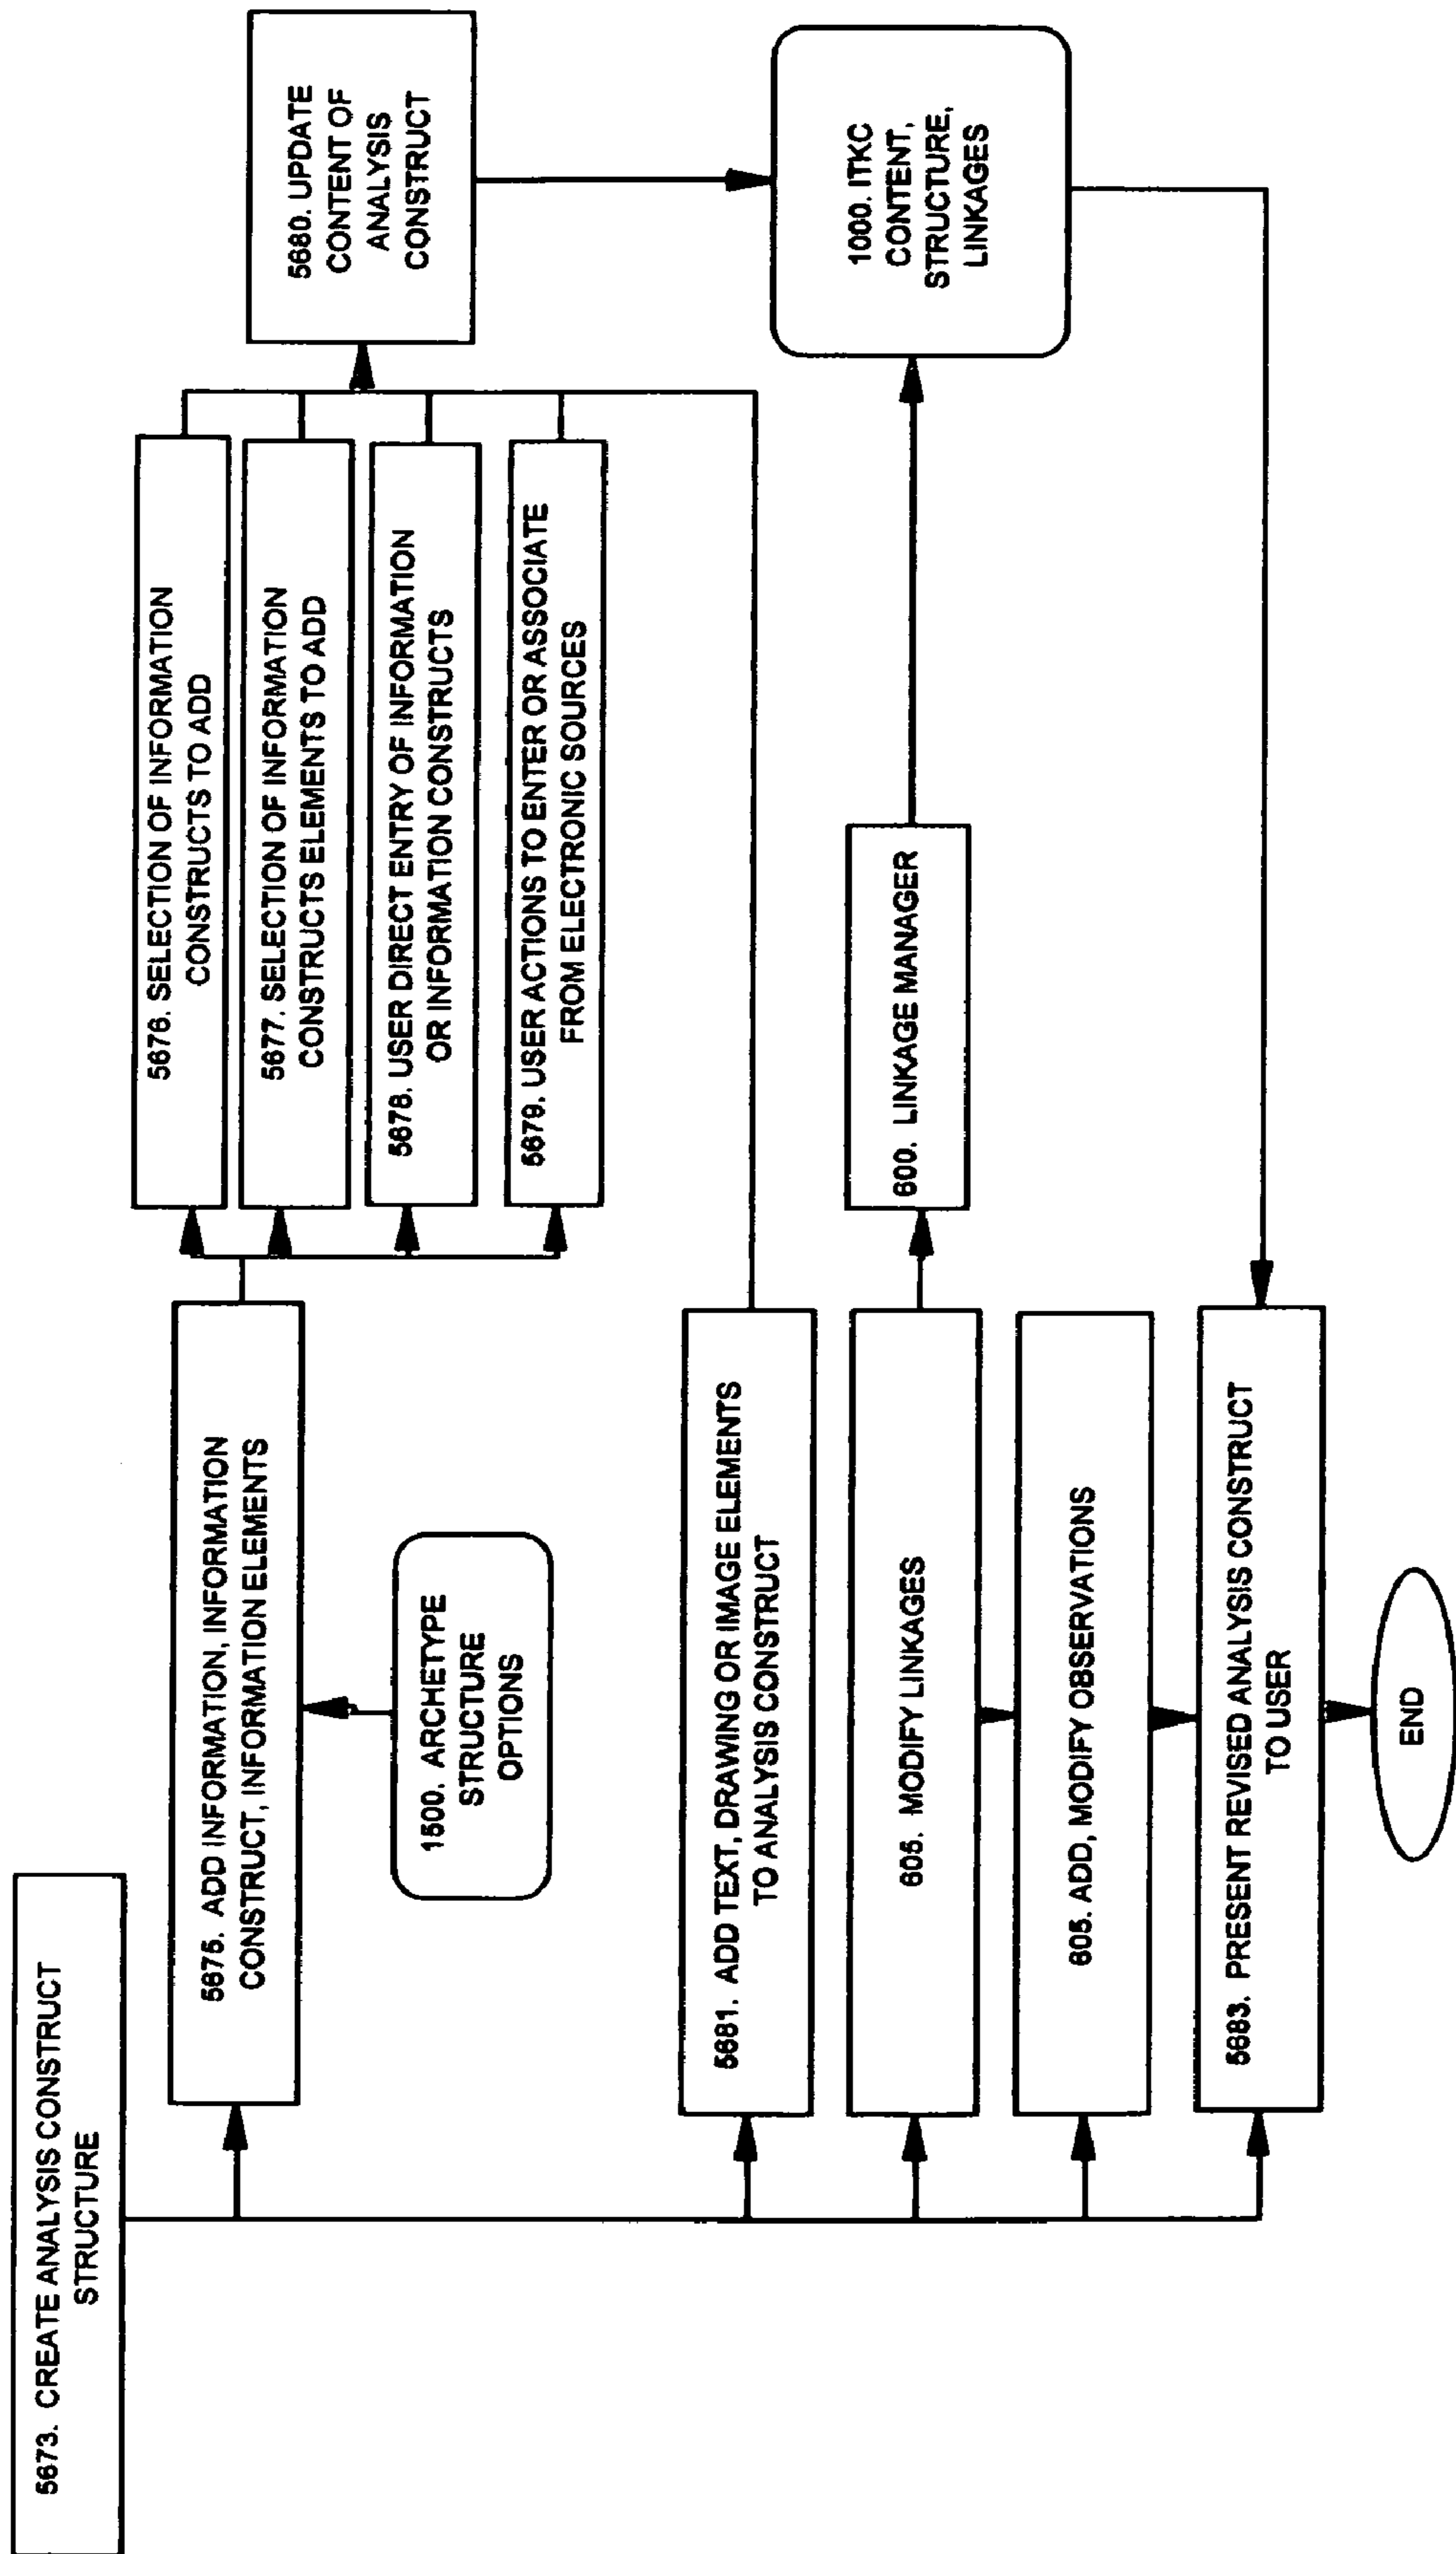 5673. CREATE ANALYSIS CONSTRUCT
STRUCTURE
5675. ADD INFORMATION, INFORMATION
CONSTRUCT, INFORMATION ELEMENTS
1500. ARCHETYPE
STRUCTURE
OPTIONS
5676. SELECTION OF INFORMATION
CONSTRUCTS TO ADD
5677. SELECTION OF INFORMATION
CONSTRUCTS ELEMENTS TO ADD
5678. USER DIRECT ENTRY OF INFORMATION
OR INFORMATION CONSTRUCTS
5679. USER ACTIONS TO ENTER OR ASSOCIATE
FROM ELECTRONIC SOURCES
5680. UPDATE
CONTENT OF
ANALYSIS
CONSTRUCT
5681. ADD TEXT, DRAWING OR IMAGE ELEMENTS
TO ANALYSIS CONSTRUCT
605. MODIFY LINKAGES
600. LINKAGE MANAGER
1000. ITKC
CONTENT,
STRUCTURE,
LINKAGES
605. ADD, MODIFY OBSERVATIONS
5683. PRESENT REVISED ANALYSIS CONSTRUCT
TO USER
END